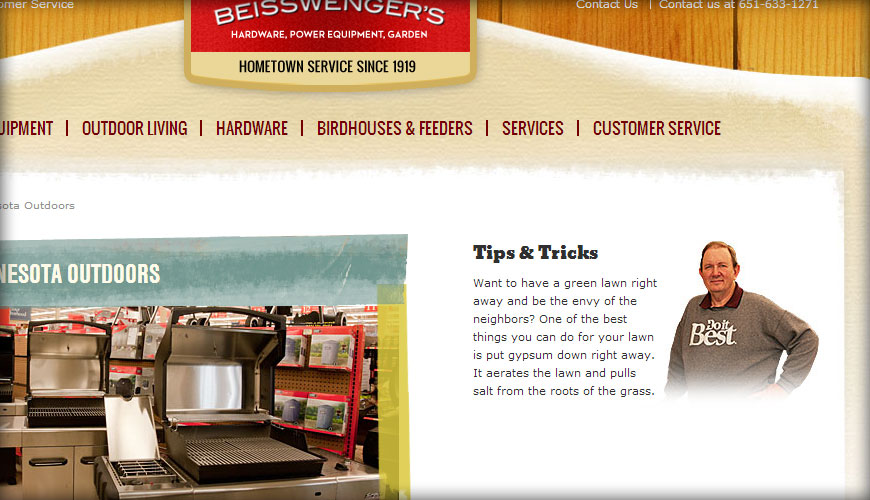 omer Service
Contact Us | Contact us at 651-633-1271
BEISSWENGER'S
HARDWARE, POWER EQUIPMENT, GARDEN
HOMETOWN SERVICE SINCE 1919
UIPMENT | OUTDOOR LIVING | HARDWARE | BIRDHOUSES & FEEDERS | SERVICES | CUSTOMER SERVICE
sota Outdoors
NESOTA OUTDOORS
Tips & Tricks
Want to have a green lawn right
away and be the envy of the
neighbors? One of the best
things you can do for your lawn
is put gypsum down right away.
It aerates the lawn and pulls
salt from the roots of the grass.
Do it
Best